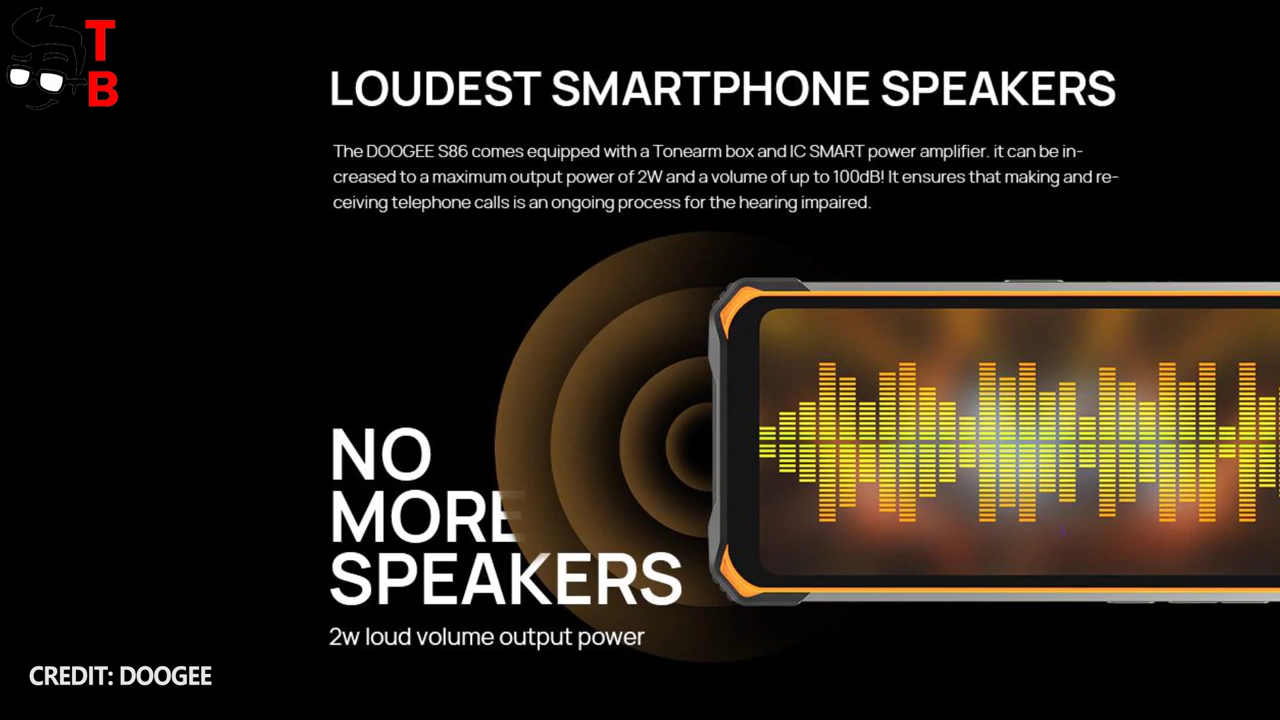 T
B
LOUDEST SMARTPHONE SPEAKERS
The DOOGEE S86 comes equipped with a Tonearm box and IC SMART power amplifier. it can be in-
creased to a maximum output power of 2W and a volume of up to 100dB! It ensures that making and re-
ceiving telephone calls is an ongoing process for the hearing impaired.
NO
MORE
SPEAKERS
2w loud volume output power
CREDIT: DOOGEE